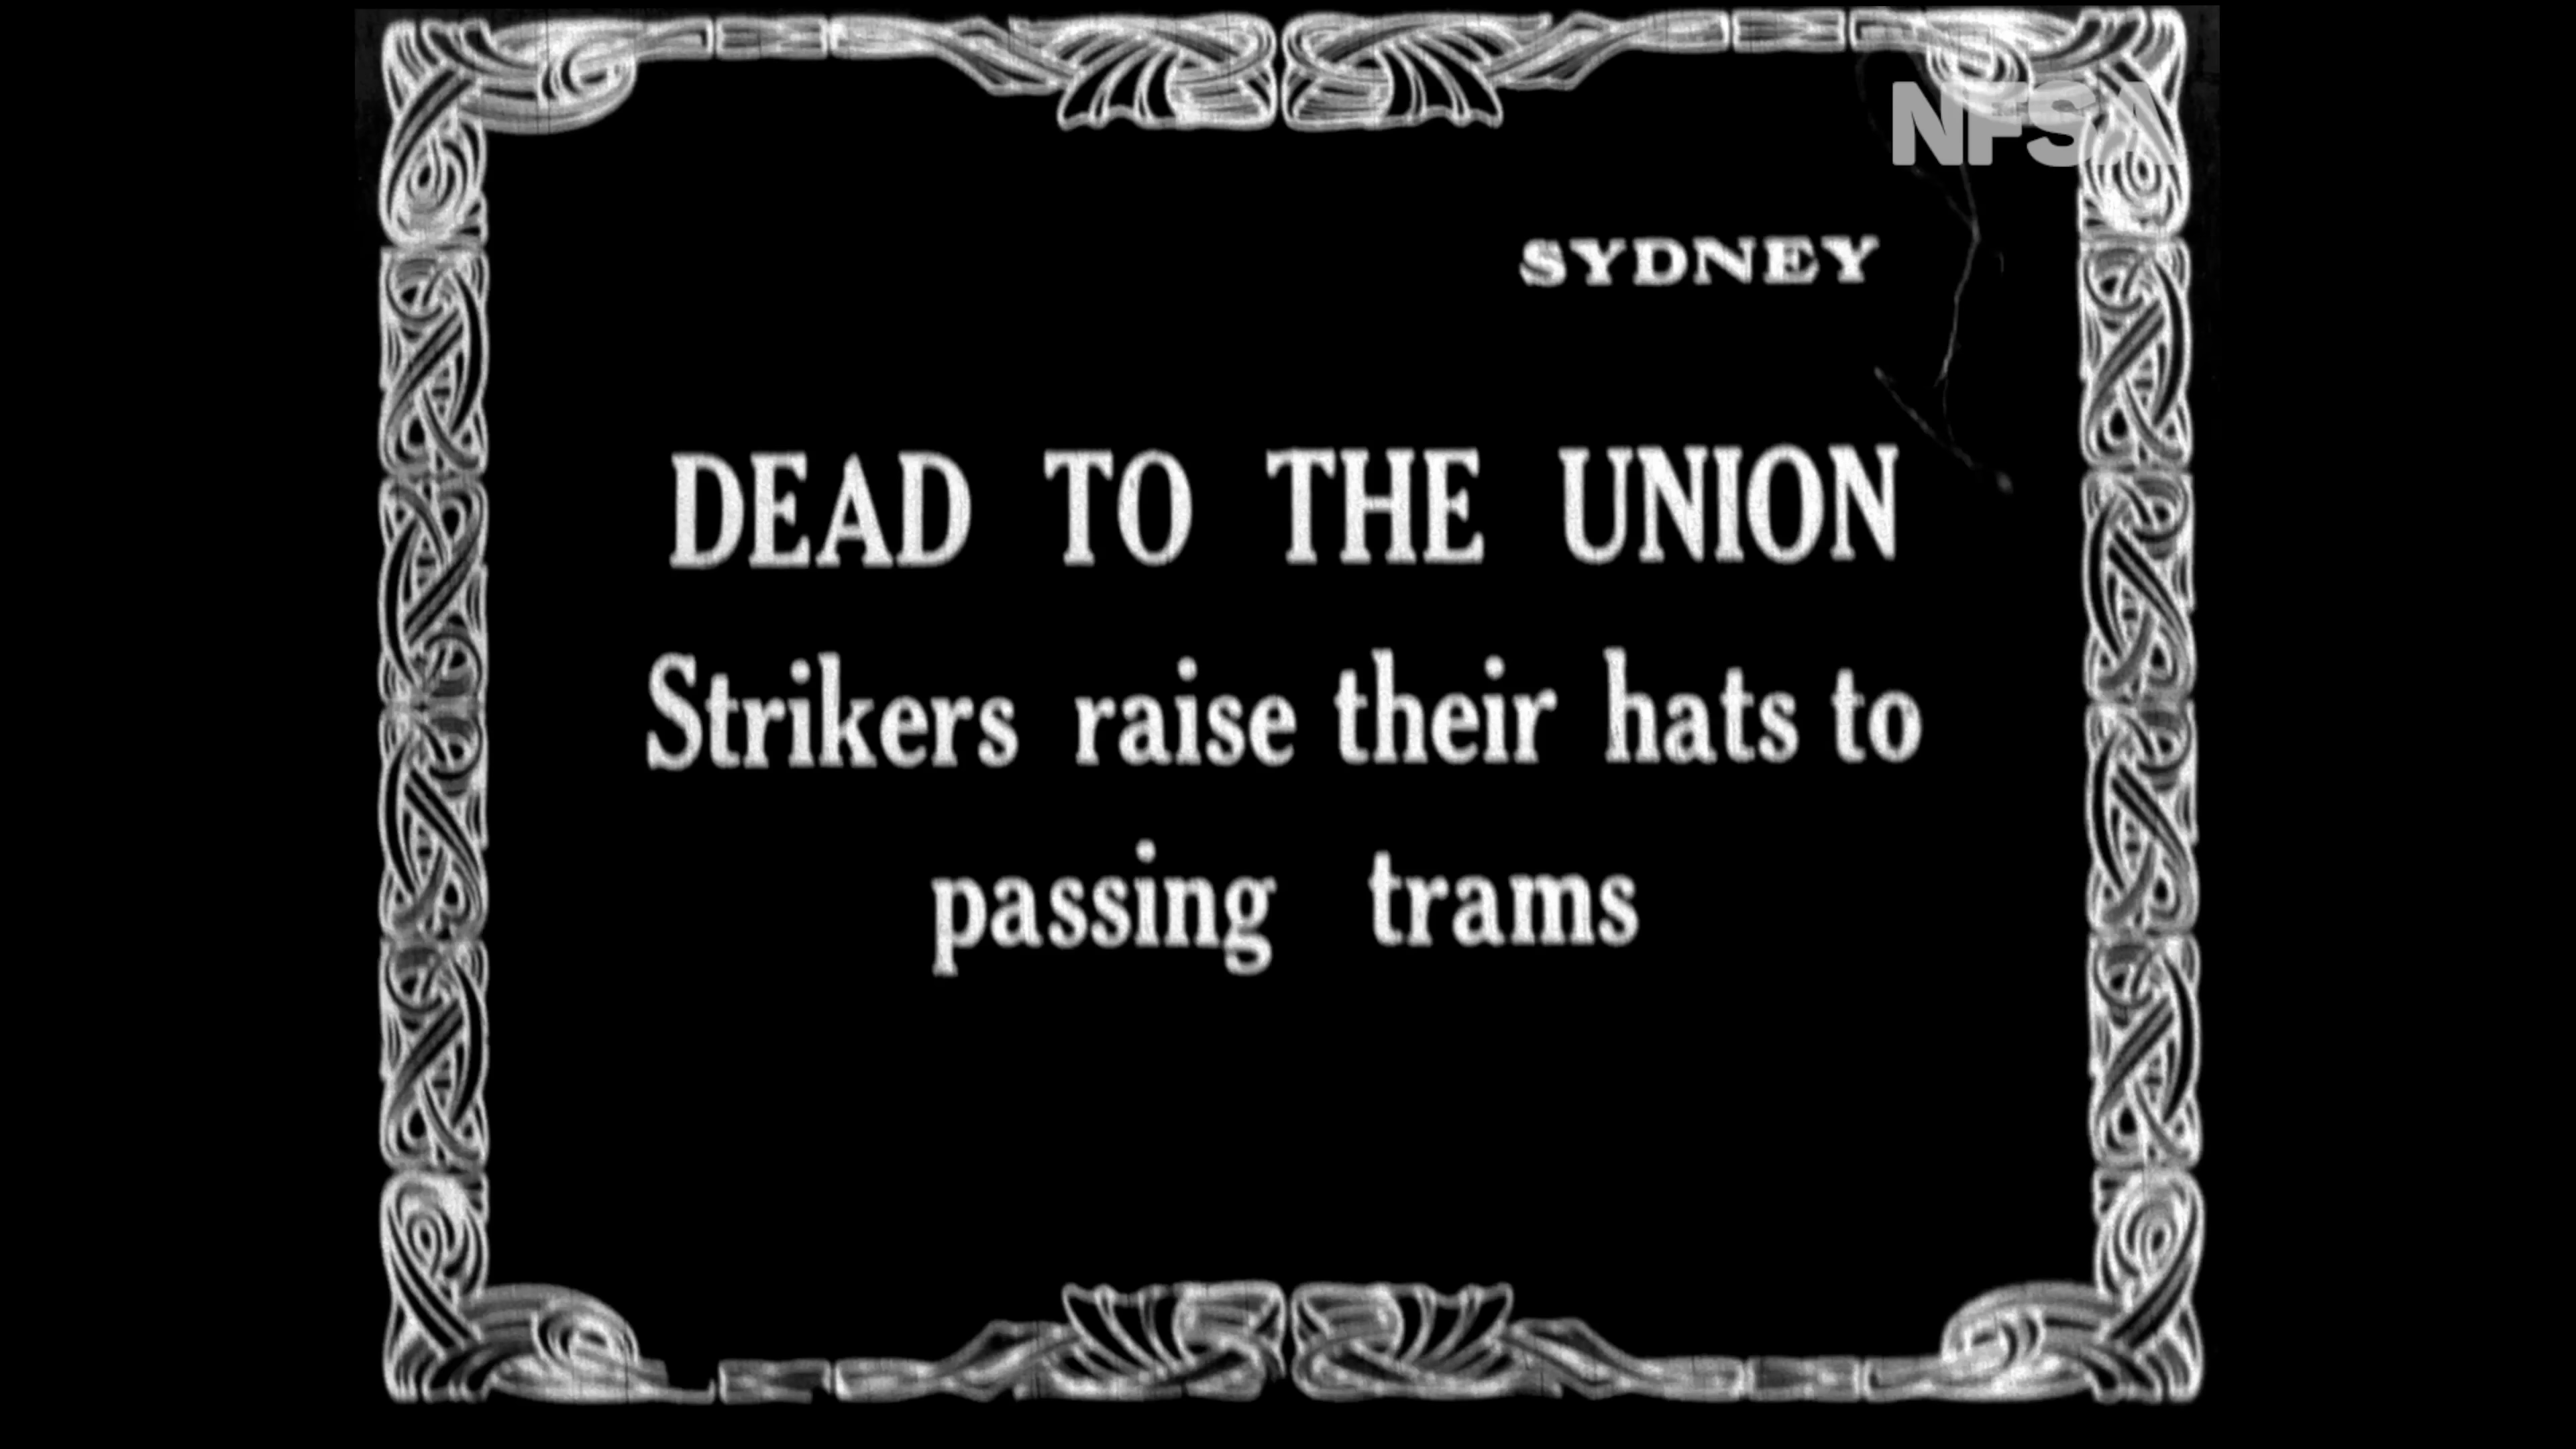 NFSA
SYDNEY
DEAD TO THE UNION
Strikers raise their hats to
passing trams